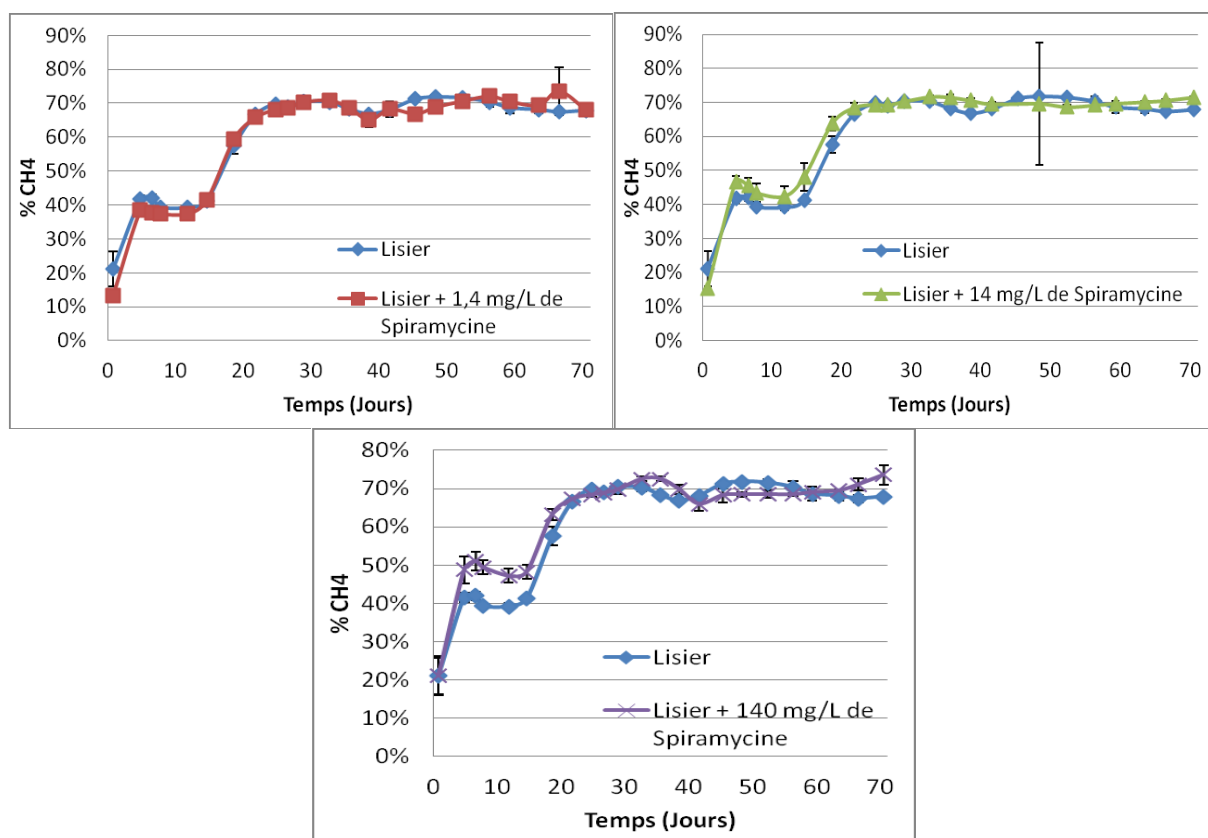 90%
80%
70%
60%
50%
40%
30%
20%
10%
0%
% CH4
Lisier
Lisier + 1,4 mg/L de
Spiramycine
0 10 20 30 40 50 60 70
Temps (Jours)
90%
80%
70%
60%
50%
40%
30%
20%
10%
0%
% CH4
Lisier
Lisier + 14 mg/L de Spiramycine
0 10 20 30 40 50 60 70
Temps (Jours)
80%
70%
60%
50%
40%
30%
20%
10%
0%
% CH4
Lisier
Lisier + 140 mg/L de
Spiramycine
0 10 20 30 40 50 60 70
Temps (Jours)